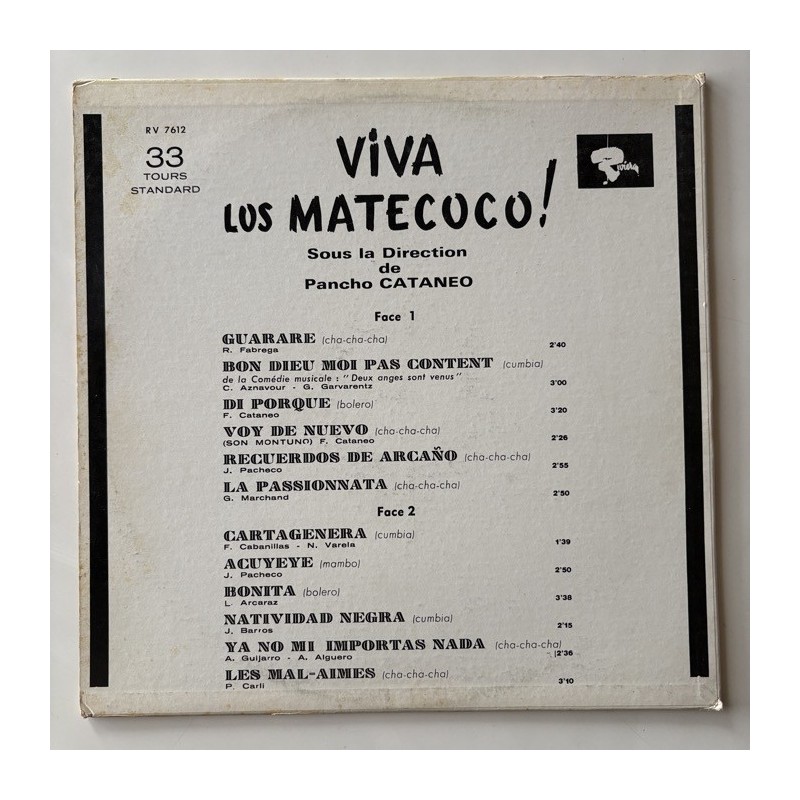 RV 7612
33
TOURS
STANDARD
VIVA
LOS MATECOCO!
Riviera
Sous la Direction
de
Pancho CATANEO
Face 1
GUARARE (cha-cha-cha) 2'40
R. Fabrega
BON DIEU MOI PAS CONTENT (cumbia)
de la Comédie musicale : "Deux anges sont venus"
C. Aznavour - G. Garvarentz 3'00
DI PORQUE (bolero)
F. Cataneo 3'20
VOY DE NUEVO (cha-cha-cha)
(SON MONTUNO) F. Cataneo 2'26
RECUERDOS DE ARCAÑO (cha-cha-cha)
J. Pacheco 2'55
LA PASSIONNATA (cha-cha-cha)
G. Marchand 2'50
Face 2
CARTAGENERA (cumbia)
F. Cabanillas - N. Varela 1'39
ACUYEYE (mambo)
J. Pacheco 2'50
BONITA (bolero)
L. Arcaraz 3'38
NATIVIDAD NEGRA (cumbia)
J. Barros 2'15
YA NO MI IMPORTAS NADA (cha-cha-cha)
A. Guijarro - A. Alguero 2'36
LES MAL-AIMES (cha-cha-cha)
P. Carli 3'10